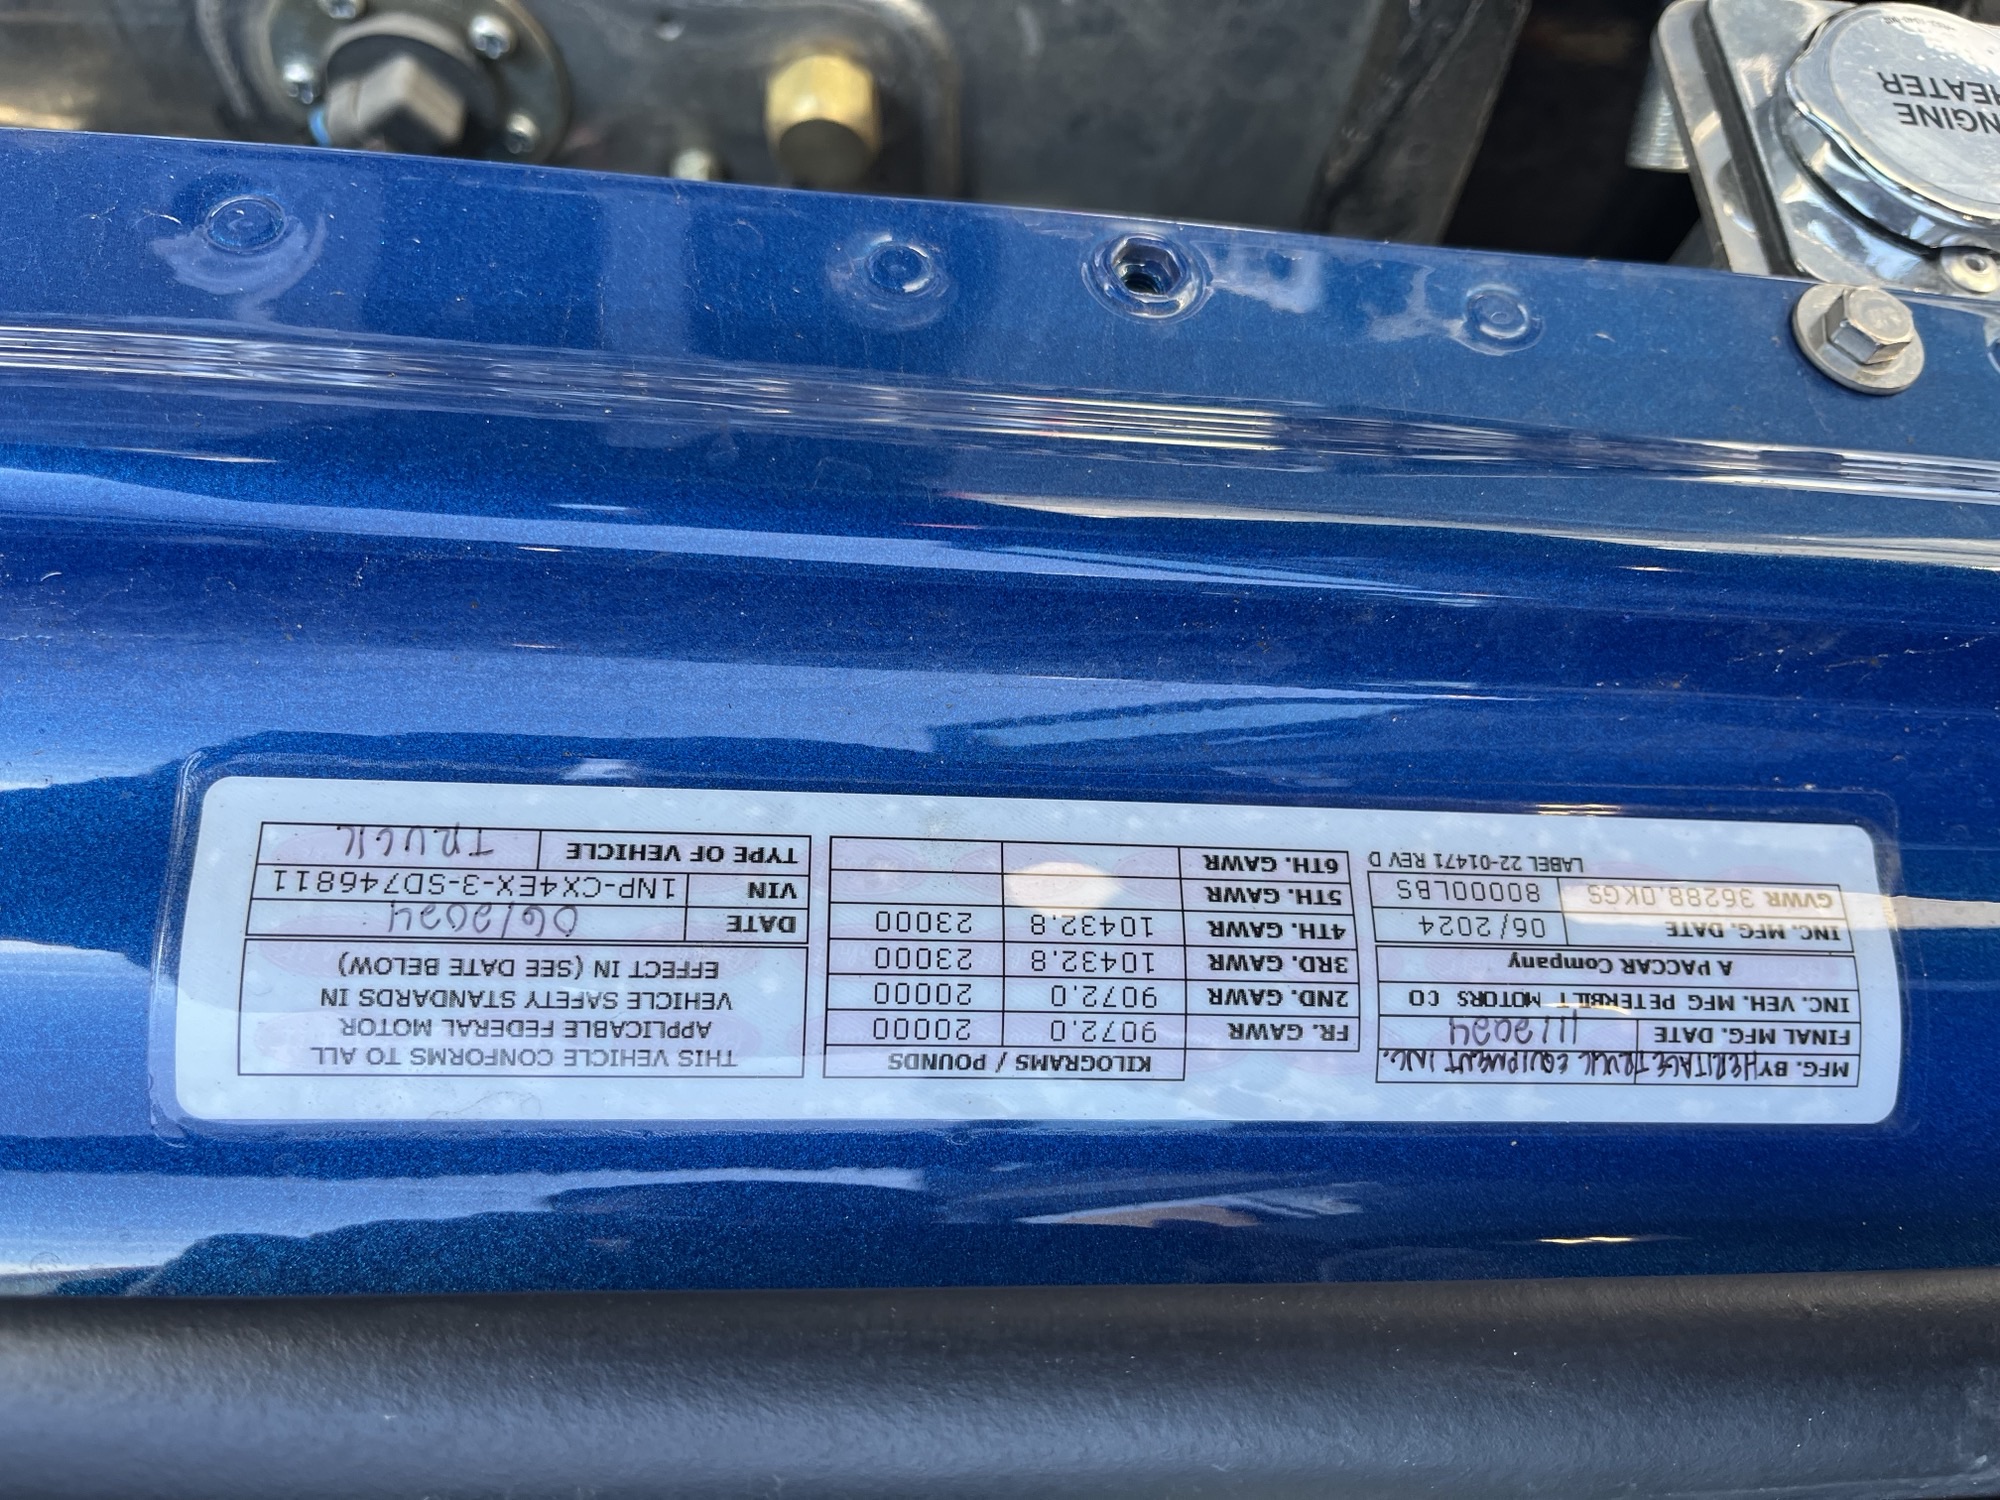 MFG. BY HERITAGE TRUCK EQUIPMENT INC.
FINAL MFG. DATE 11/2024
INC. VEH. MFG PETERBILT MOTORS CO
A PACCAR Company
INC. MFG. DATE 06/2024
GVWR 36288.0KGS 80000LBS
LABEL 22-01471 REV D
KILOGRAMS / POUNDS
FR. GAWR 9072.0 20000
2ND. GAWR 9072.0 20000
3RD. GAWR 10432.8 23000
4TH. GAWR 10432.8 23000
5TH. GAWR
6TH. GAWR
THIS VEHICLE CONFORMS TO ALL
APPLICABLE FEDERAL MOTOR
VEHICLE SAFETY STANDARDS IN
EFFECT IN (SEE DATE BELOW)
DATE 06/2024
VIN 1NP-CX4EX-3-SD746811
TYPE OF VEHICLE TRUCK
ENGINE
HEATER